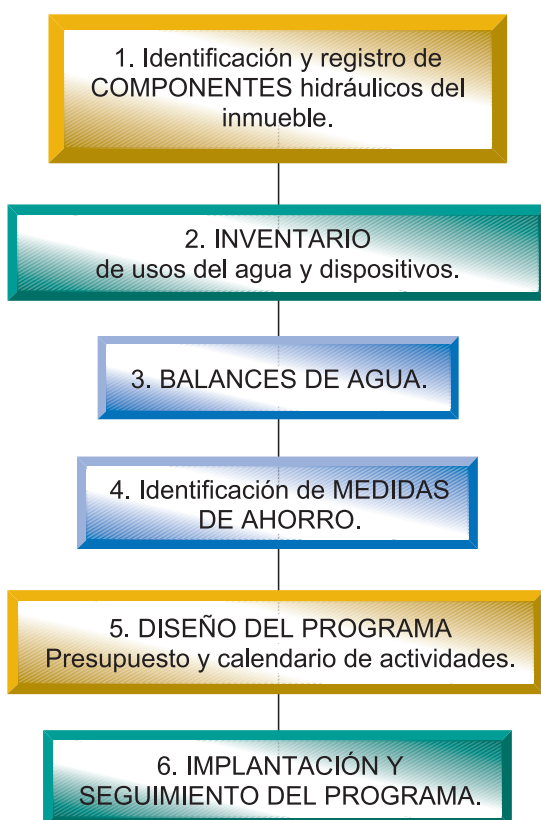 1. Identificación y registro de
COMPONENTES hidráulicos del
inmueble.
2. INVENTARIO
de usos del agua y dispositivos.
3. BALANCES DE AGUA.
4. Identificación de MEDIDAS
DE AHORRO.
5. DISEÑO DEL PROGRAMA
Presupuesto y calendario de actividades.
6. IMPLANTACIÓN Y
SEGUIMIENTO DEL PROGRAMA.